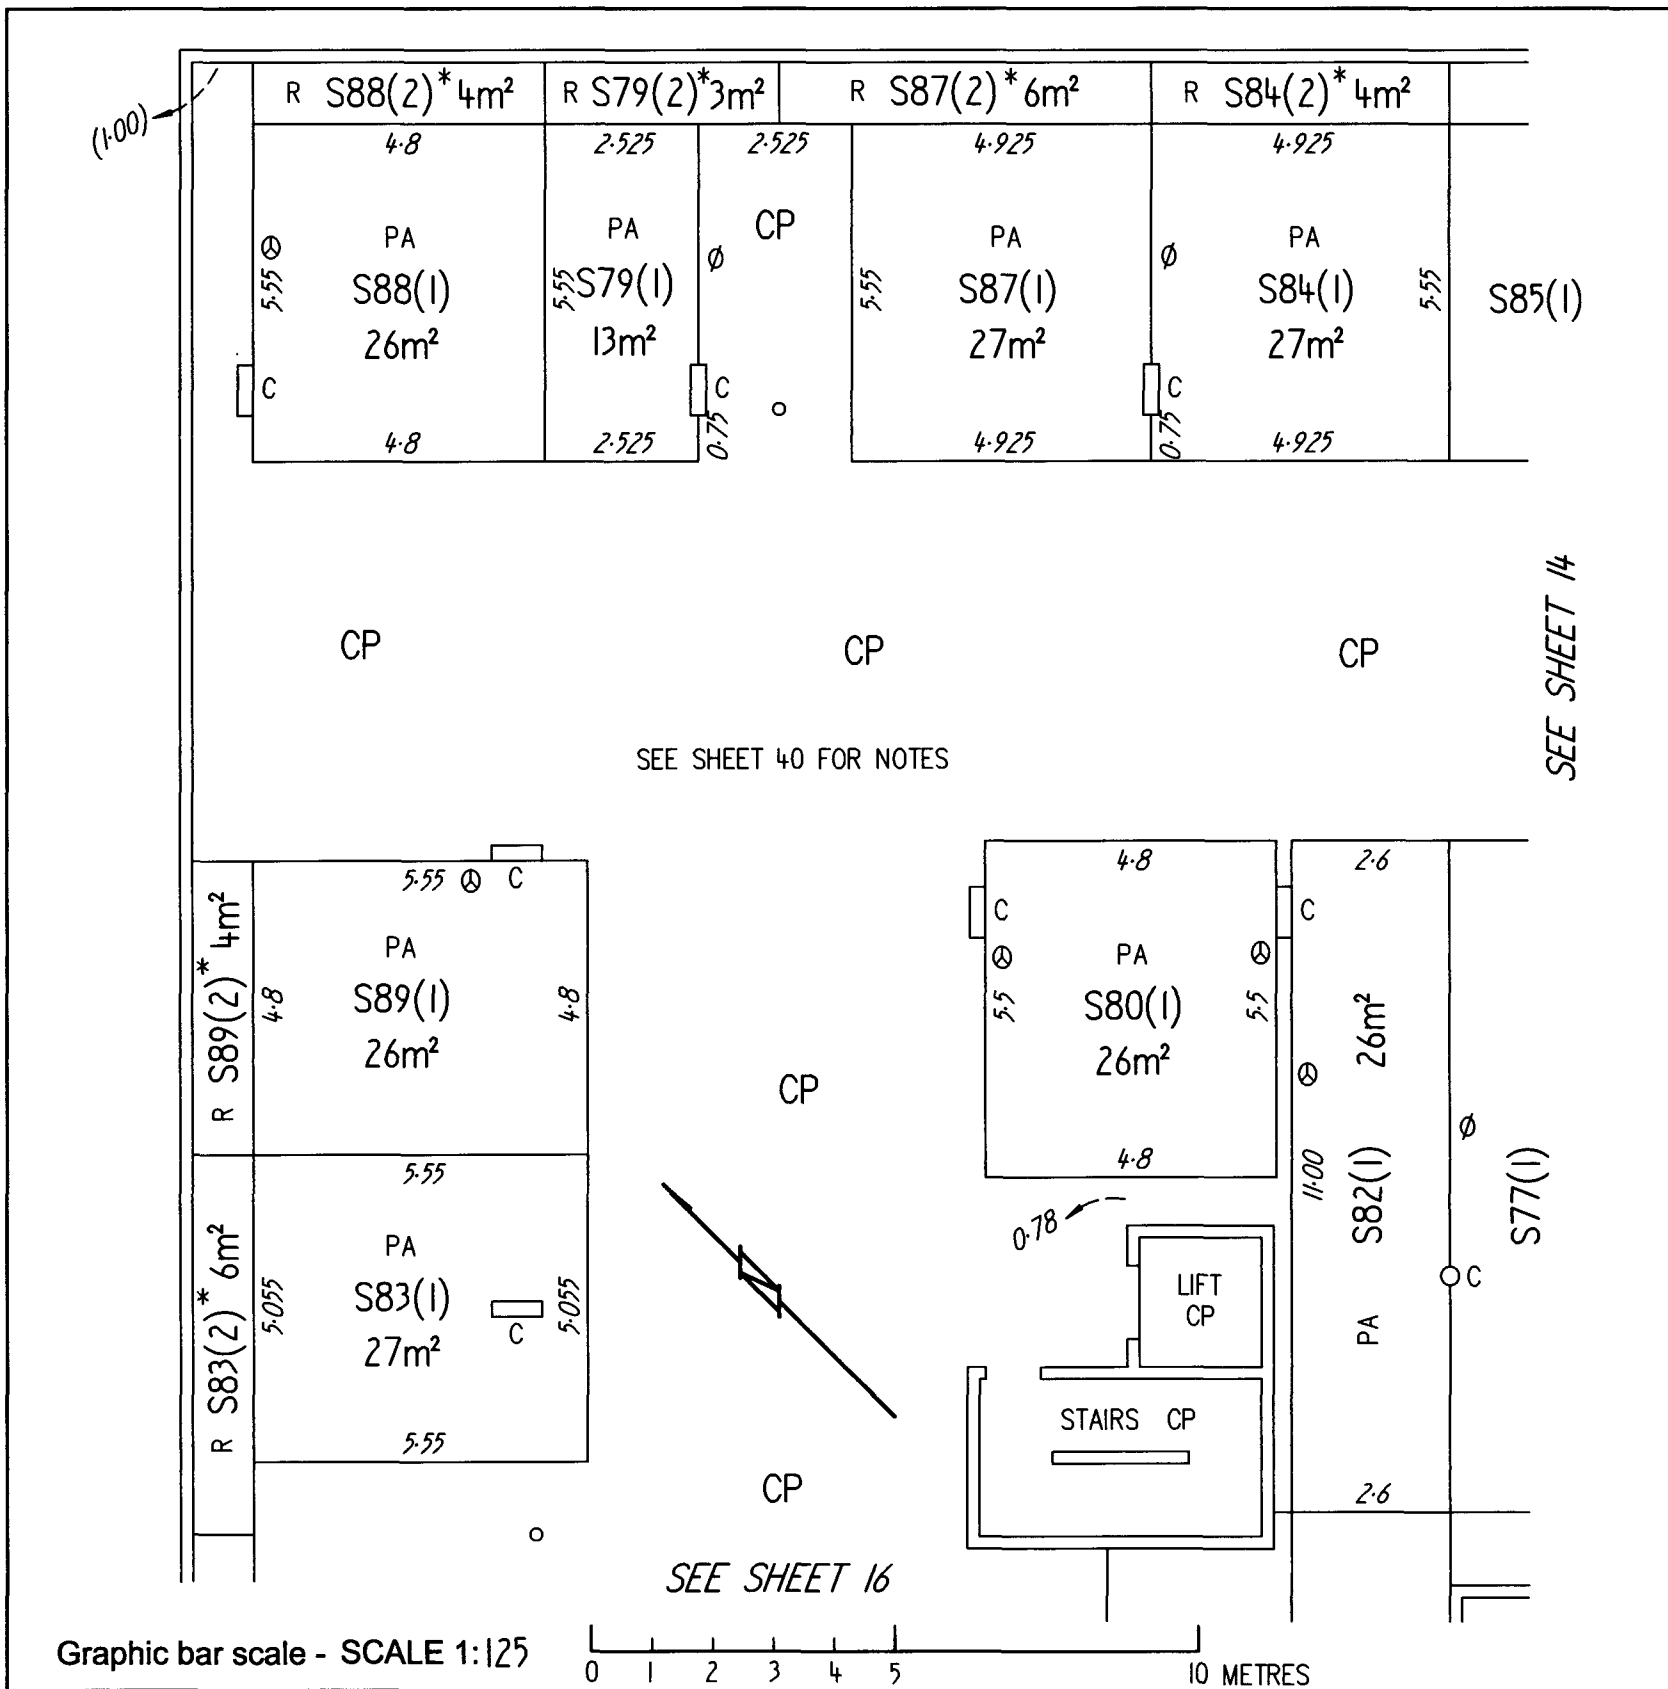 R S88(2)* 4m² R S79(2)* 3m² R S87(2)* 6m² R S84(2)* 4m²
(1·00)
4·8 2·525 2·525 4·925 4·925
PA PA CP PA PA
S88(1) S79(1) S87(1) S84(1) S85(1)
26m² 13m² 27m² 27m²
5·55 5·55 ϕ 5·55 ϕ 5·55
C C C
0·75 0·75
4·8 2·525 4·925 4·925
CP CP CP
SEE SHEET 14
SEE SHEET 40 FOR NOTES
5·55 C
R S89(2)* 4m²
4·8 4·8
PA
S89(1)
26m²
4·8
C C
PA
S80(1)
26m²
5·5 5·5
4·8
2·6
26m²
S82(1)
PA
11·00
2·6
ϕ
S77(1)
C
CP
5·55
R S83(2)* 6m²
5·055 5·055
PA
S83(1)
27m²
C
5·55
0·78
LIFT
CP
STAIRS CP
CP
SEE SHEET 16
Graphic bar scale - SCALE 1:125
0 1 2 3 4 5 10 METRES